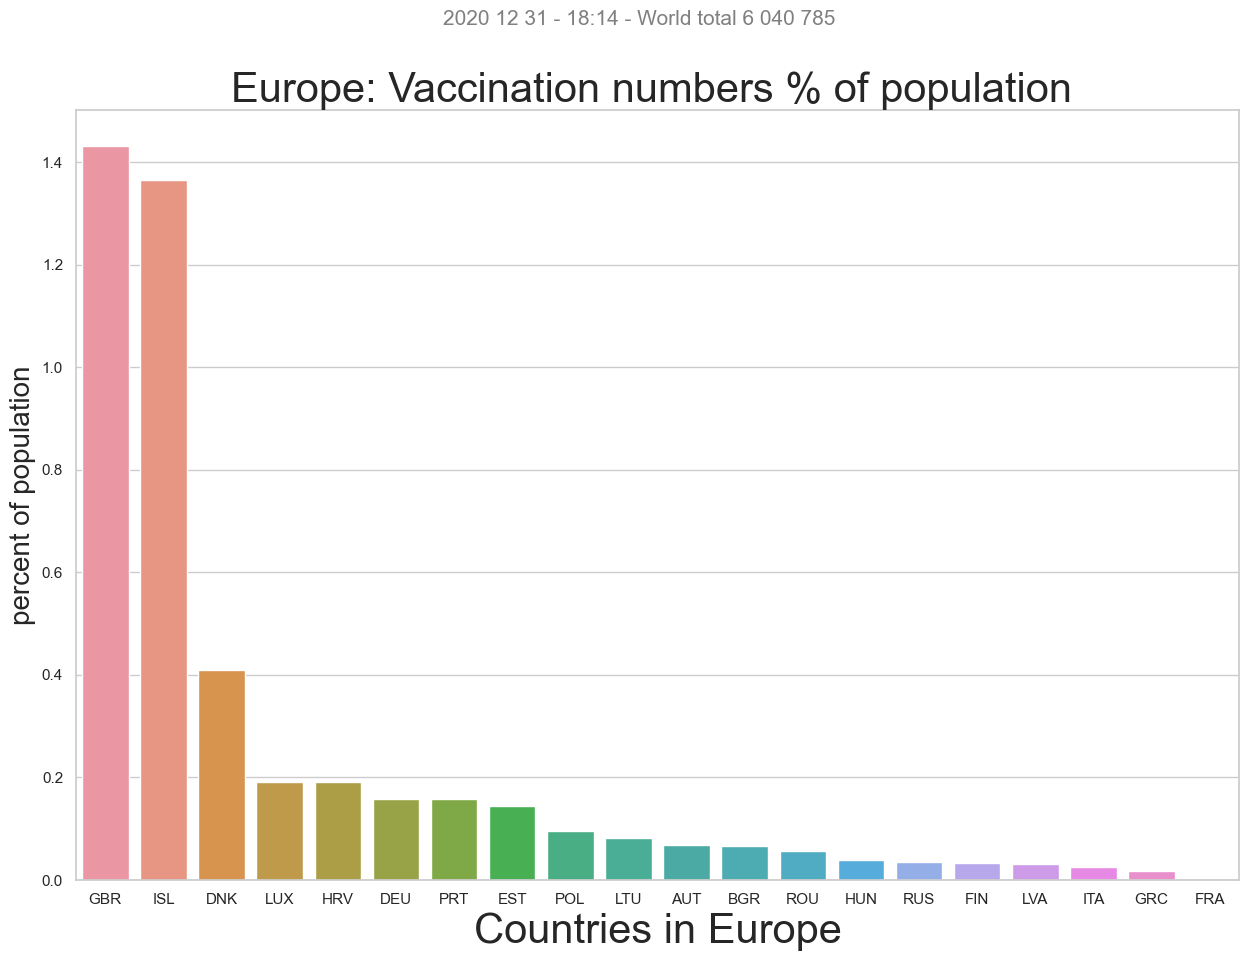 2020 12 31 - 18:14 - World total 6 040 785
Europe: Vaccination numbers % of population
percent of population
1.4
1.2
1.0
0.8
0.6
0.4
0.2
0.0
GBR ISL DNK LUX HRV DEU PRT EST POL LTU AUT BGR ROU HUN RUS FIN LVA ITA GRC FRA
Countries in Europe